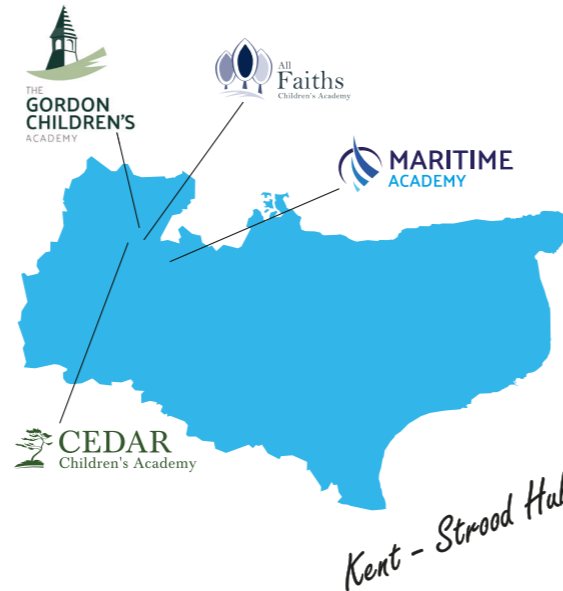 THE
GORDON
CHILDREN'S
ACADEMY
All
Faiths
Children's Academy
MARITIME
ACADEMY
CEDAR
Children's Academy
Kent - Strood Hub